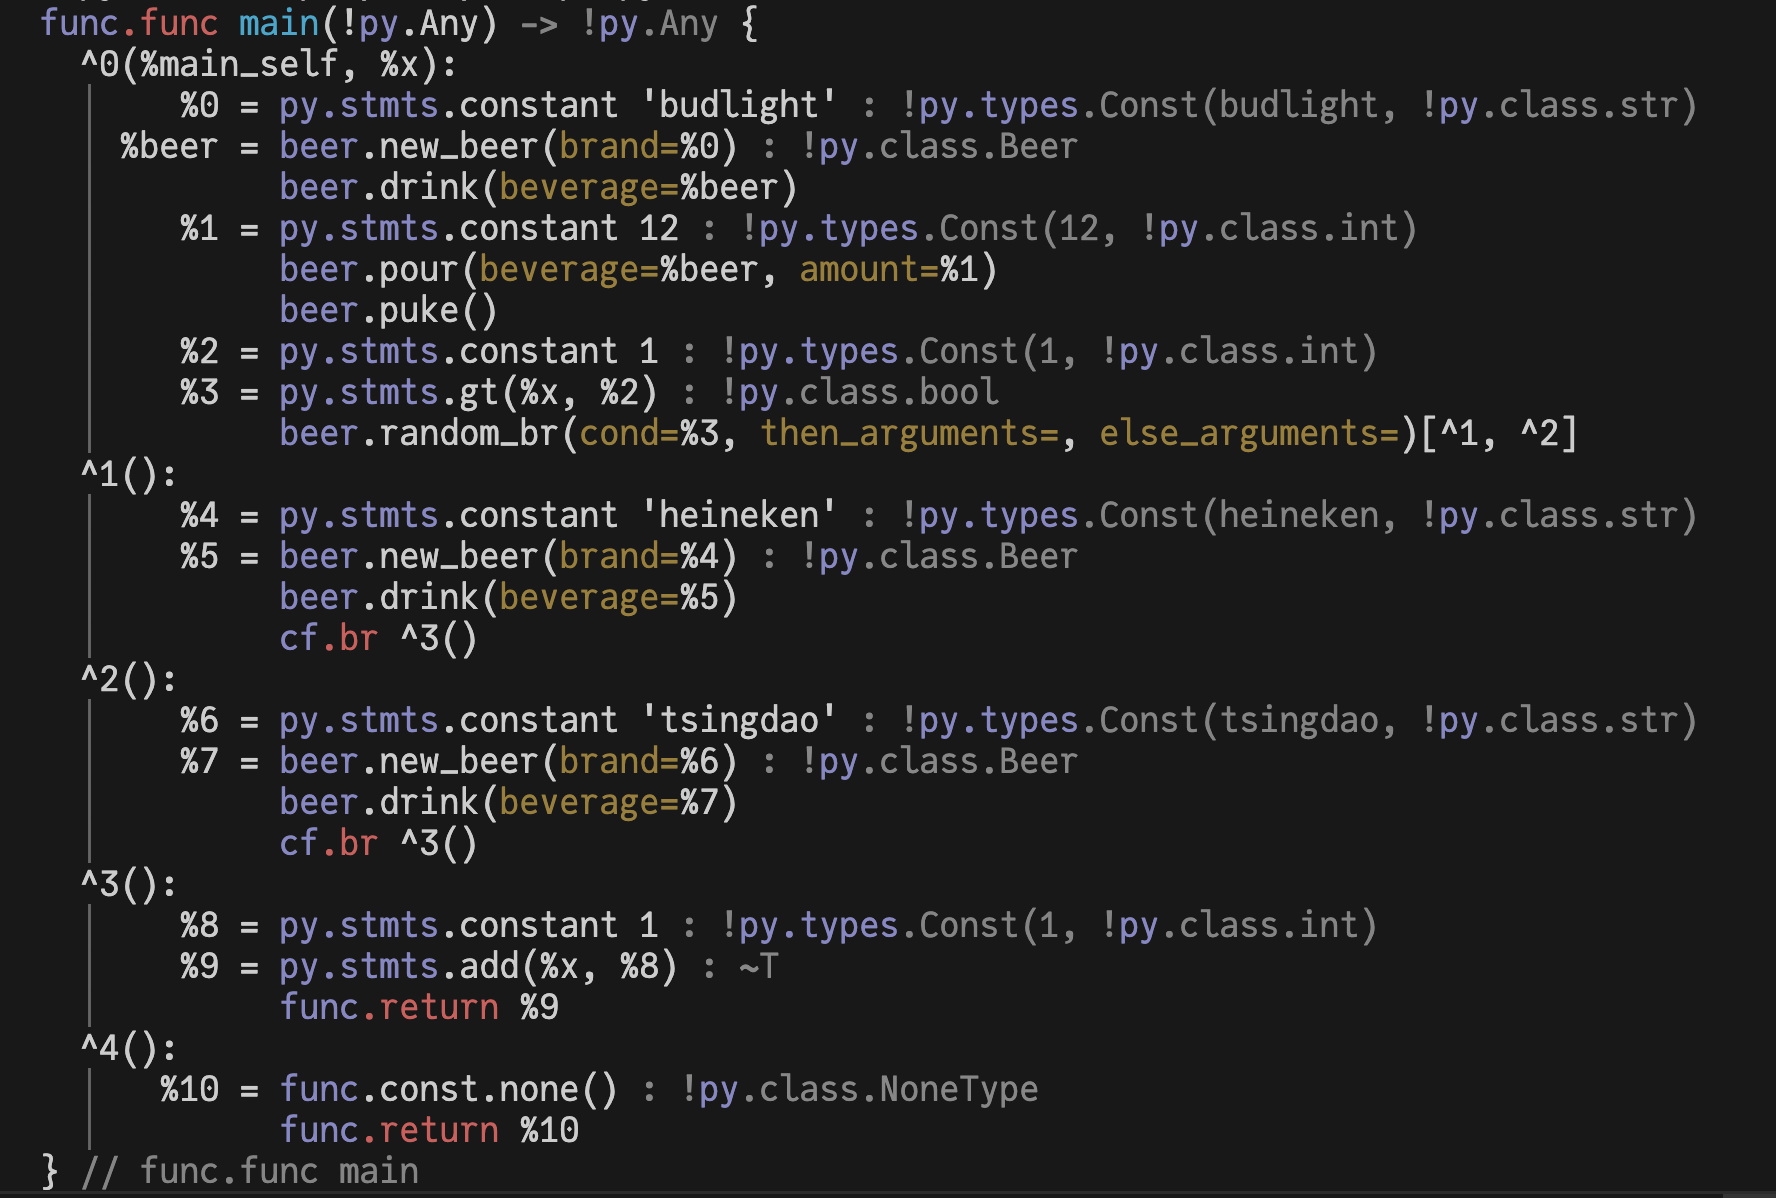 func.func main(!py.Any) -> !py.Any {
  ^0(%main_self, %x):
  │    %0 = py.stmts.constant 'budlight' : !py.types.Const(budlight, !py.class.str)
  │ %beer = beer.new_beer(brand=%0) : !py.class.Beer
  │         beer.drink(beverage=%beer)
  │    %1 = py.stmts.constant 12 : !py.types.Const(12, !py.class.int)
  │         beer.pour(beverage=%beer, amount=%1)
  │         beer.puke()
  │    %2 = py.stmts.constant 1 : !py.types.Const(1, !py.class.int)
  │    %3 = py.stmts.gt(%x, %2) : !py.class.bool
  │         beer.random_br(cond=%3, then_arguments=, else_arguments=)[^1, ^2]
  ^1():
  │    %4 = py.stmts.constant 'heineken' : !py.types.Const(heineken, !py.class.str)
  │    %5 = beer.new_beer(brand=%4) : !py.class.Beer
  │         beer.drink(beverage=%5)
  │         cf.br ^3()
  ^2():
  │    %6 = py.stmts.constant 'tsingdao' : !py.types.Const(tsingdao, !py.class.str)
  │    %7 = beer.new_beer(brand=%6) : !py.class.Beer
  │         beer.drink(beverage=%7)
  │         cf.br ^3()
  ^3():
  │    %8 = py.stmts.constant 1 : !py.types.Const(1, !py.class.int)
  │    %9 = py.stmts.add(%x, %8) : ~T
  │         func.return %9
  ^4():
  │   %10 = func.const.none() : !py.class.NoneType
  │         func.return %10
} // func.func main